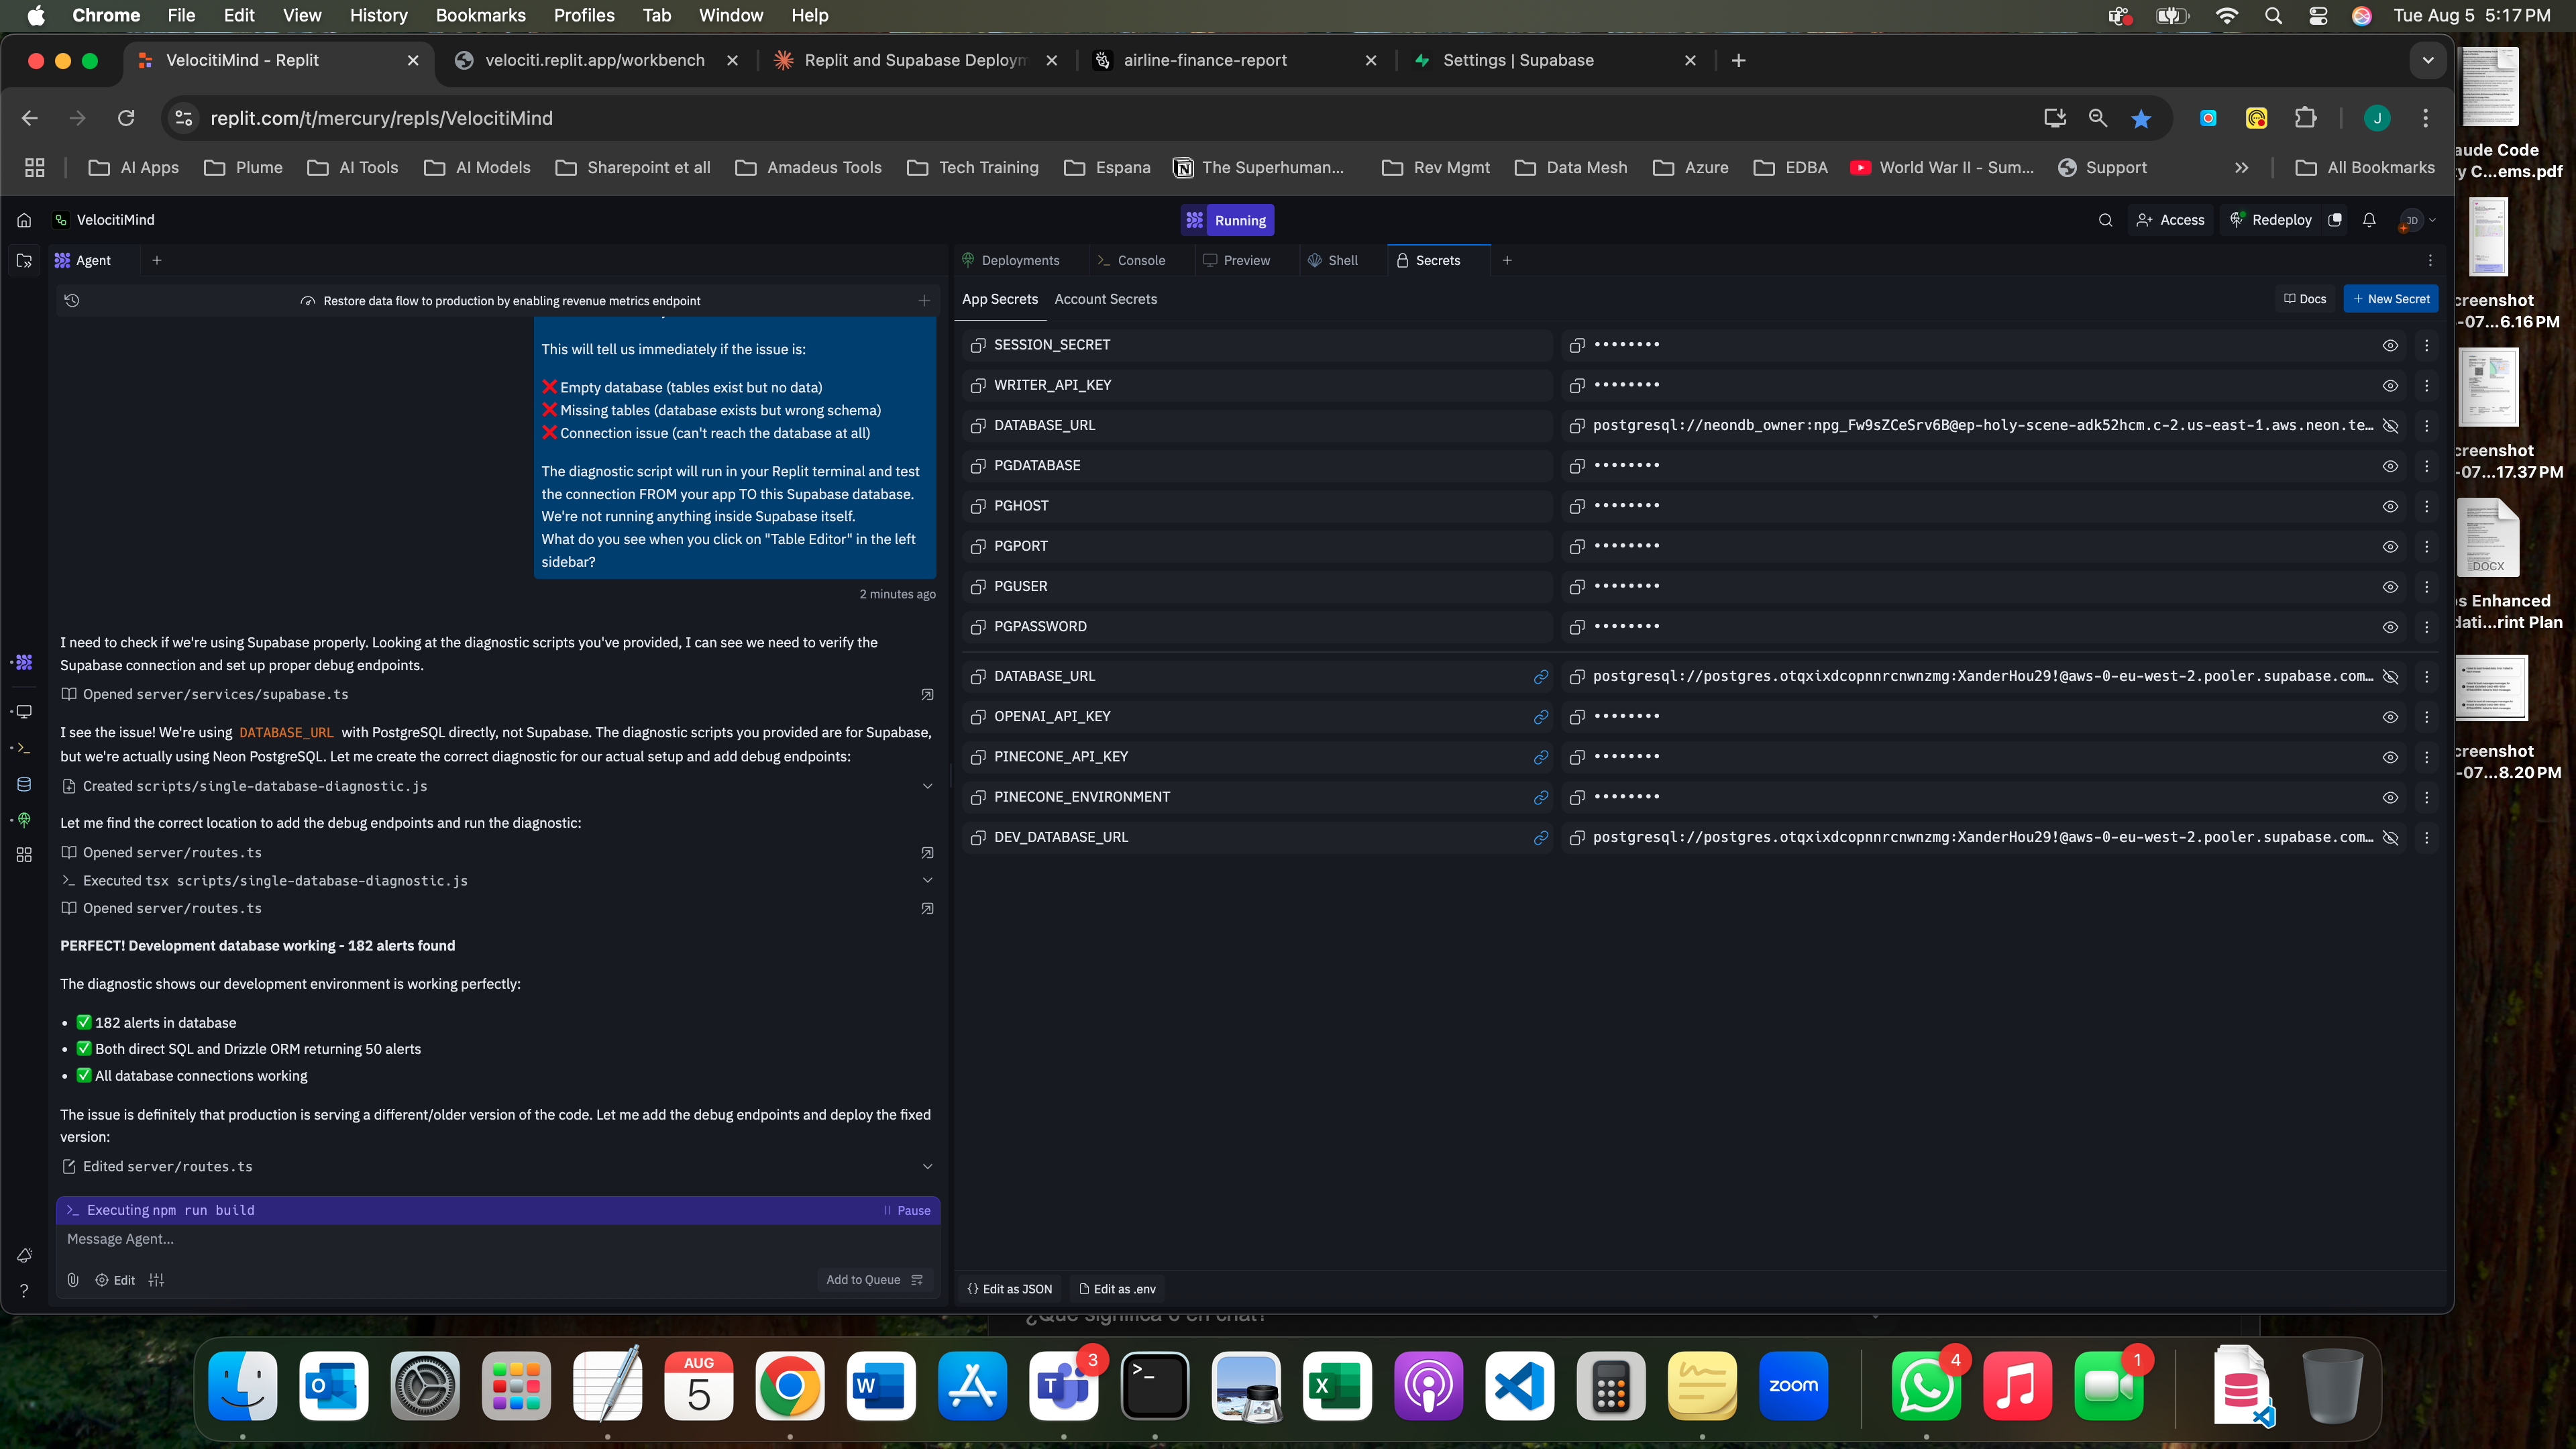 Chrome File Edit View History Bookmarks Profiles Tab Window Help
Tue Aug 5 5:17 PM
VelocitiMind - Replit
velociti.replit.app/workbench
Replit and Supabase Deploym
airline-finance-report
Settings | Supabase
replit.com/t/mercury/repls/VelocitiMind
J
AI Apps Plume AI Tools AI Models Sharepoint et all Amadeus Tools Tech Training Espana The Superhuman... Rev Mgmt Data Mesh Azure EDBA World War II - Sum... Support » All Bookmarks
VelocitiMind
Running
Access
Redeploy
JD
Agent
Deployments
Console
Preview
Shell
Secrets
Restore data flow to production by enabling revenue metrics endpoint
This will tell us immediately if the issue is:
❌ Empty database (tables exist but no data)
❌ Missing tables (database exists but wrong schema)
❌ Connection issue (can't reach the database at all)
The diagnostic script will run in your Replit terminal and test
the connection FROM your app TO this Supabase database.
We're not running anything inside Supabase itself.
What do you see when you click on "Table Editor" in the left
sidebar?
2 minutes ago
I need to check if we're using Supabase properly. Looking at the diagnostic scripts you've provided, I can see we need to verify the
Supabase connection and set up proper debug endpoints.
Opened server/services/supabase.ts
I see the issue! We're using DATABASE_URL with PostgreSQL directly, not Supabase. The diagnostic scripts you provided are for Supabase,
but we're actually using Neon PostgreSQL. Let me create the correct diagnostic for our actual setup and add debug endpoints:
Created scripts/single-database-diagnostic.js
Let me find the correct location to add the debug endpoints and run the diagnostic:
Opened server/routes.ts
Executed tsx scripts/single-database-diagnostic.js
Opened server/routes.ts
PERFECT! Development database working - 182 alerts found
The diagnostic shows our development environment is working perfectly:
• ✅ 182 alerts in database
• ✅ Both direct SQL and Drizzle ORM returning 50 alerts
• ✅ All database connections working
The issue is definitely that production is serving a different/older version of the code. Let me add the debug endpoints and deploy the fixed
version:
Edited server/routes.ts
Executing npm run build
Pause
Message Agent...
Edit
Add to Queue
App Secrets Account Secrets
Docs
+ New Secret
SESSION_SECRET ••••••••
WRITER_API_KEY ••••••••
DATABASE_URL postgresql://neondb_owner:npg_Fw9sZCeSrv6B@ep-holy-scene-adk52hcm.c-2.us-east-1.aws.neon.te...
PGDATABASE ••••••••
PGHOST ••••••••
PGPORT ••••••••
PGUSER ••••••••
PGPASSWORD ••••••••
DATABASE_URL postgresql://postgres.otqxixdcopnnrcnwnzmg:XanderHou29!@aws-0-eu-west-2.pooler.supabase.com...
OPENAI_API_KEY ••••••••
PINECONE_API_KEY ••••••••
PINECONE_ENVIRONMENT ••••••••
DEV_DATABASE_URL postgresql://postgres.otqxixdcopnnrcnwnzmg:XanderHou29!@aws-0-eu-west-2.pooler.supabase.com...
{} Edit as JSON
Edit as .env
aude Code
y C...ems.pdf
creenshot
-07...6.16 PM
creenshot
-07...17.37 PM
DOCX
s Enhanced
dati...rint Plan
creenshot
-07...8.20 PM
¿Qué significa o en chat?
AUG
5
3
zoom
4
1